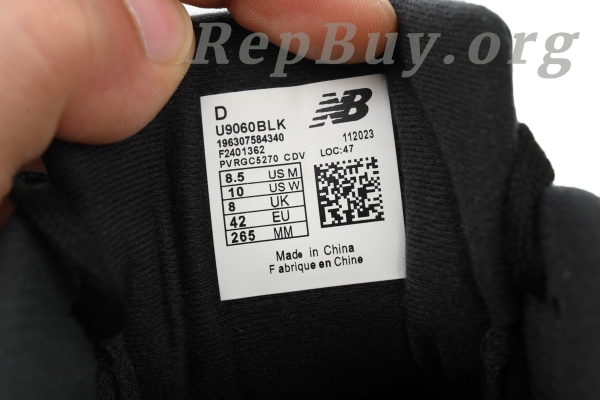 RepBuy.org
D
NB
U9060BLK
196307584340
112023
F2401362
PVRGC5270 CDV
LOC:47
8.5 US M
10 US W
8 UK
42 EU
265 MM
Made in China
Fabrique en Chine